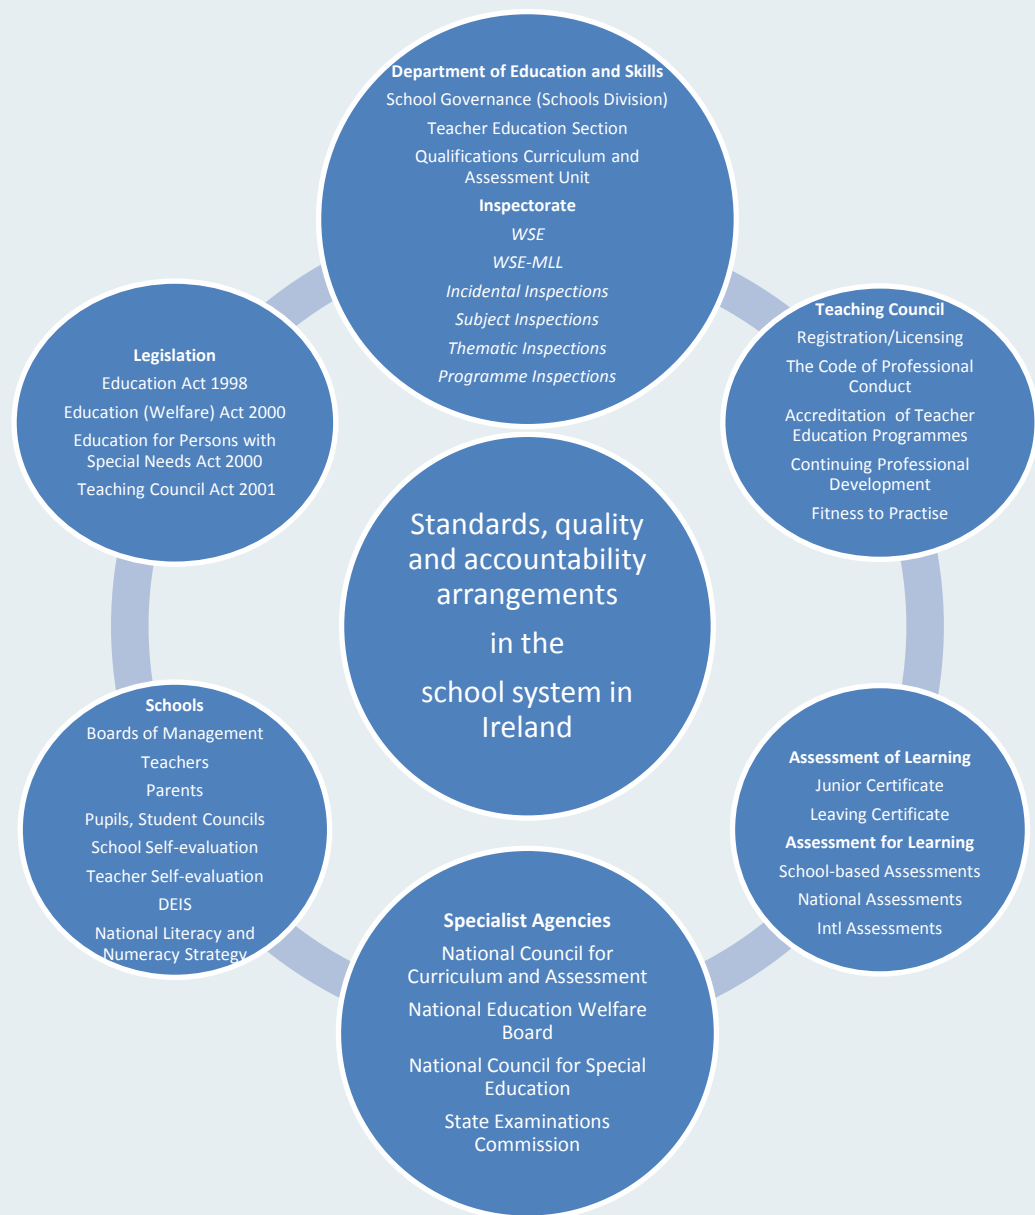 Department of Education and Skills
School Governance (Schools Division)
Teacher Education Section
Qualifications Curriculum and
Assessment Unit
Inspectorate
WSE
WSE-MLL
Incidental Inspections
Subject Inspections
Thematic Inspections
Programme Inspections
Teaching Council
Registration/Licensing
The Code of Professional
Conduct
Accreditation of Teacher
Education Programmes
Continuing Professional
Development
Fitness to Practise
Assessment of Learning
Junior Certificate
Leaving Certificate
Assessment for Learning
School-based Assessments
National Assessments
Intl Assessments
Specialist Agencies
National Council for
Curriculum and Assessment
National Education Welfare
Board
National Council for Special
Education
State Examinations
Commission
Schools
Boards of Management
Teachers
Parents
Pupils, Student Councils
School Self-evaluation
Teacher Self-evaluation
DEIS
National Literacy and
Numeracy Strategy
Legislation
Education Act 1998
Education (Welfare) Act 2000
Education for Persons with
Special Needs Act 2000
Teaching Council Act 2001
Standards, quality
and accountability
arrangements
in the
school system in
Ireland